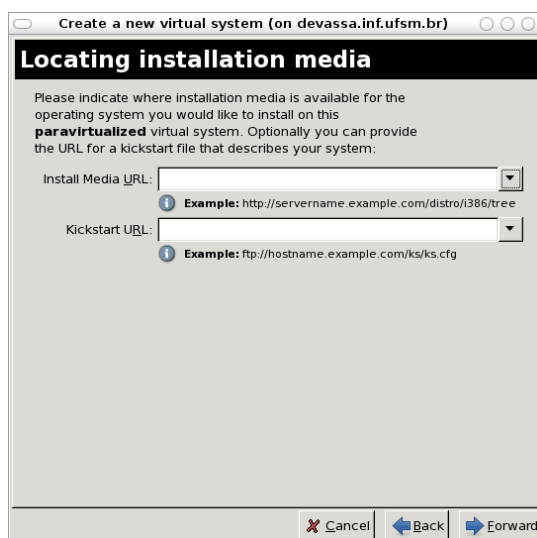 Create a new virtual system (on devassa.inf.ufsm.br)
Locating installation media
Please indicate where installation media is available for the
operating system you would like to install on this
paravirtualized virtual system. Optionally you can provide
the URL for a kickstart file that describes your system:
Install Media URL:
Example: http://servername.example.com/distro/i386/tree
Kickstart URL:
Example: ftp://hostname.example.com/ks/ks.cfg
Cancel Back Forward